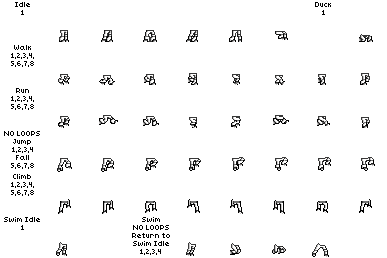 Idle
1
Duck
1
Walk
1,2,3,4,
5,6,7,8
Run
1,2,3,4,
5,6,7,8
NO LOOPS
Jump
1,2,3,4
Fall
5,6,7,8
Climb
1,2,3,4,
5,6,7,8
Swim Idle
1
Swim
NO LOOPS
Return to
Swim Idle
1,2,3,4